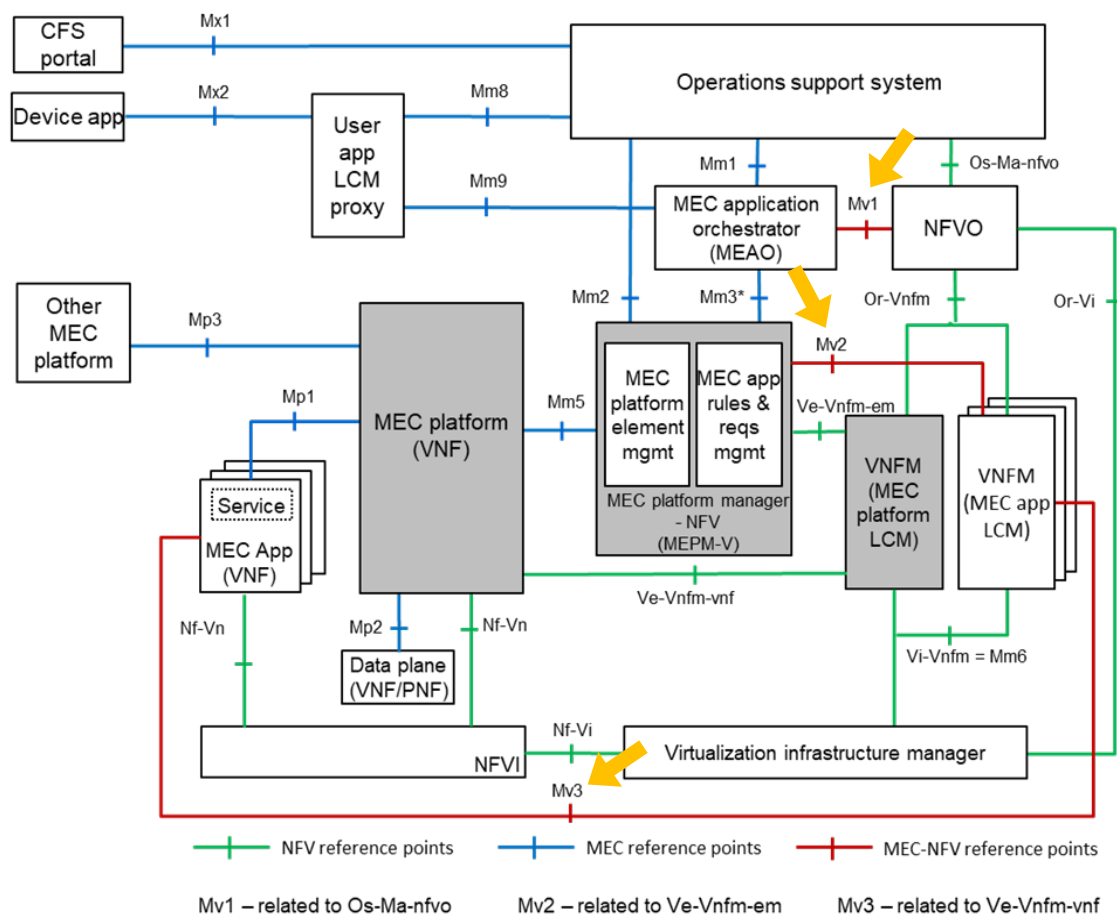 CFS
portal
Mx1
Operations support system
Device app
Mx2
User
app
LCM
proxy
Mm8
Mm9
Mm1
Os-Ma-nfvo
Mv1
MEC application
orchestrator
(MEAO)
NFVO
Other
MEC
platform
Mp3
Mm2
Mm3*
Or-Vnfm
Or-Vi
Mv2
MEC platform
(VNF)
Mp1
Mm5
MEC
platform
element
mgmt
MEC app
rules &
reqs
mgmt
MEC platform manager
- NFV
(MEPM-V)
Ve-Vnfm-em
VNFM
(MEC
platform
LCM)
VNFM
(MEC app
LCM)
Service
MEC App
(VNF)
Ve-Vnfm-vnf
Nf-Vn
Mp2
Nf-Vn
Vi-Vnfm = Mm6
Data plane
(VNF/PNF)
NFVI
Nf-Vi
Virtualization infrastructure manager
Mv3
NFV reference points
MEC reference points
MEC-NFV reference points
Mv1 – related to Os-Ma-nfvo
Mv2 – related to Ve-Vnfm-em
Mv3 – related to Ve-Vnfm-vnf